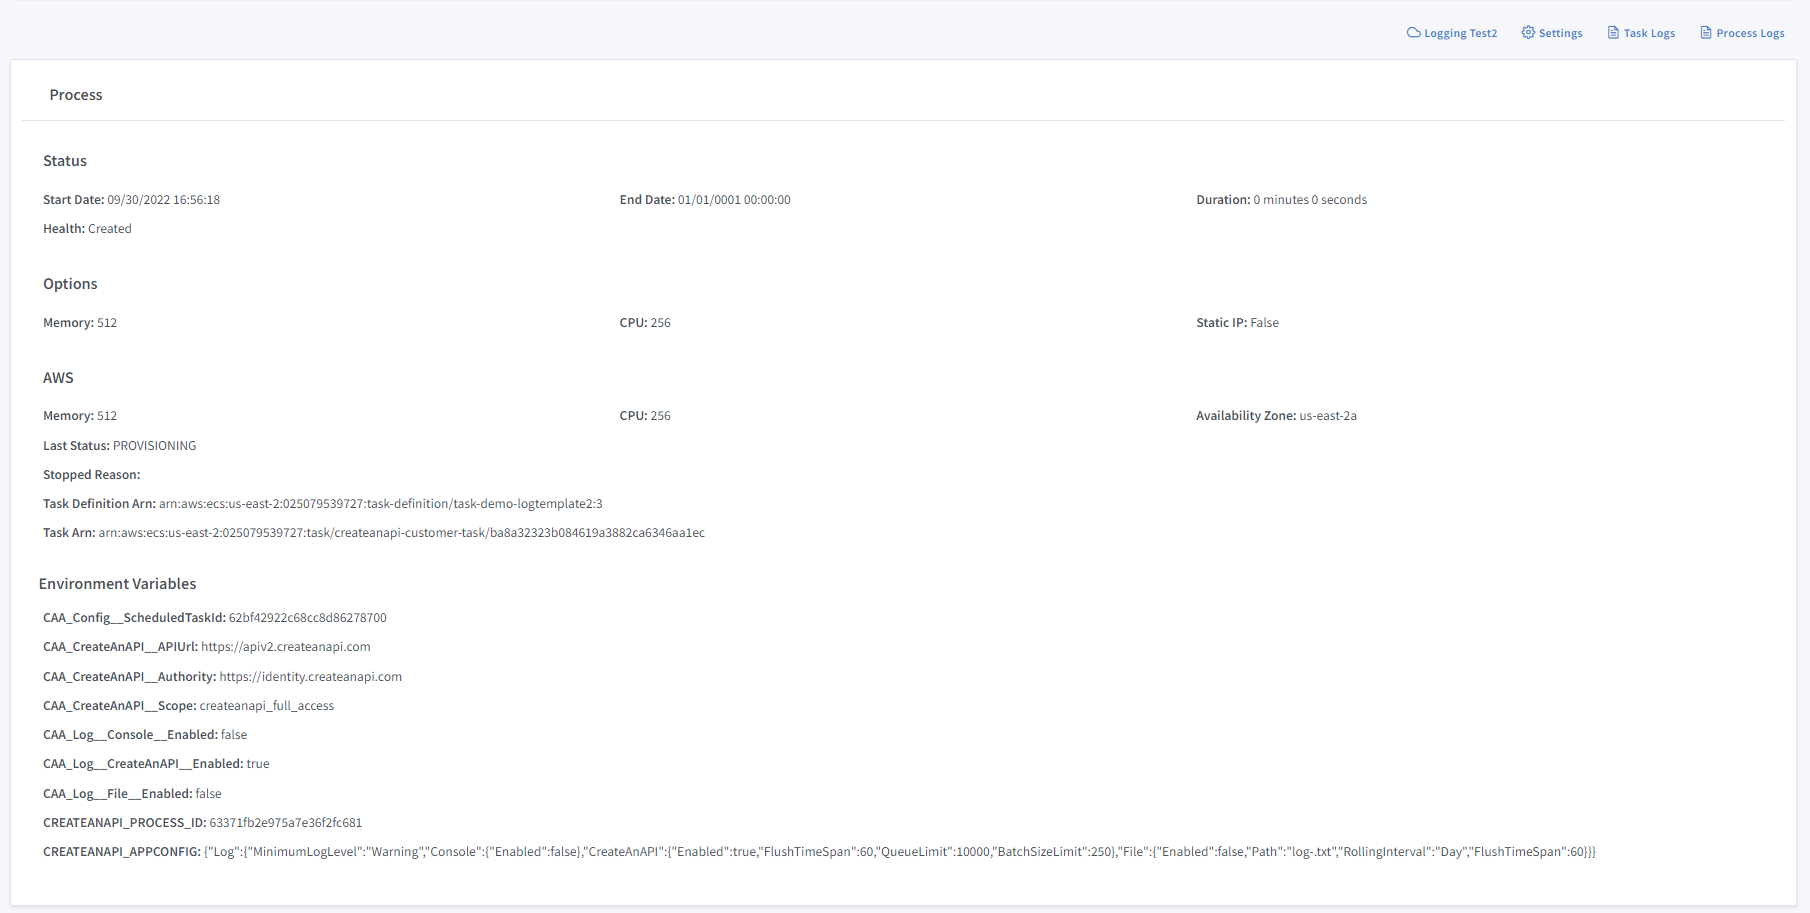 Logging Test2 Settings Task Logs Process Logs
Process
Status
Start Date: 09/30/2022 16:56:18 End Date: 01/01/0001 00:00:00 Duration: 0 minutes 0 seconds
Health: Created
Options
Memory: 512 CPU: 256 Static IP: False
AWS
Memory: 512 CPU: 256 Availability Zone: us-east-2a
Last Status: PROVISIONING
Stopped Reason:
Task Definition Arn: arn:aws:ecs:us-east-2:025079539727:task-definition/task-demo-logtemplate2:3
Task Arn: arn:aws:ecs:us-east-2:025079539727:task/createanapi-customer-task/ba8a32323b084619a3882ca6346aa1ec
Environment Variables
CAA_Config__ScheduledTaskId: 62bf42922c68cc8d86278700
CAA_CreateAnAPI__APIUrl: https://apiv2.createanapi.com
CAA_CreateAnAPI__Authority: https://identity.createanapi.com
CAA_CreateAnAPI__Scope: createanapi_full_access
CAA_Log__Console__Enabled: false
CAA_Log__CreateAnAPI__Enabled: true
CAA_Log__File__Enabled: false
CREATEANAPI_PROCESS_ID: 63371fb2e975a7e36f2fc681
CREATEANAPI_APPCONFIG: {"Log":{"MinimumLogLevel":"Warning","Console":{"Enabled":false},"CreateAnAPI":{"Enabled":true,"FlushTimeSpan":60,"QueueLimit":10000,"BatchSizeLimit":250},"File":{"Enabled":false,"Path":"log-.txt","RollingInterval":"Day","FlushTimeSpan":60}}}